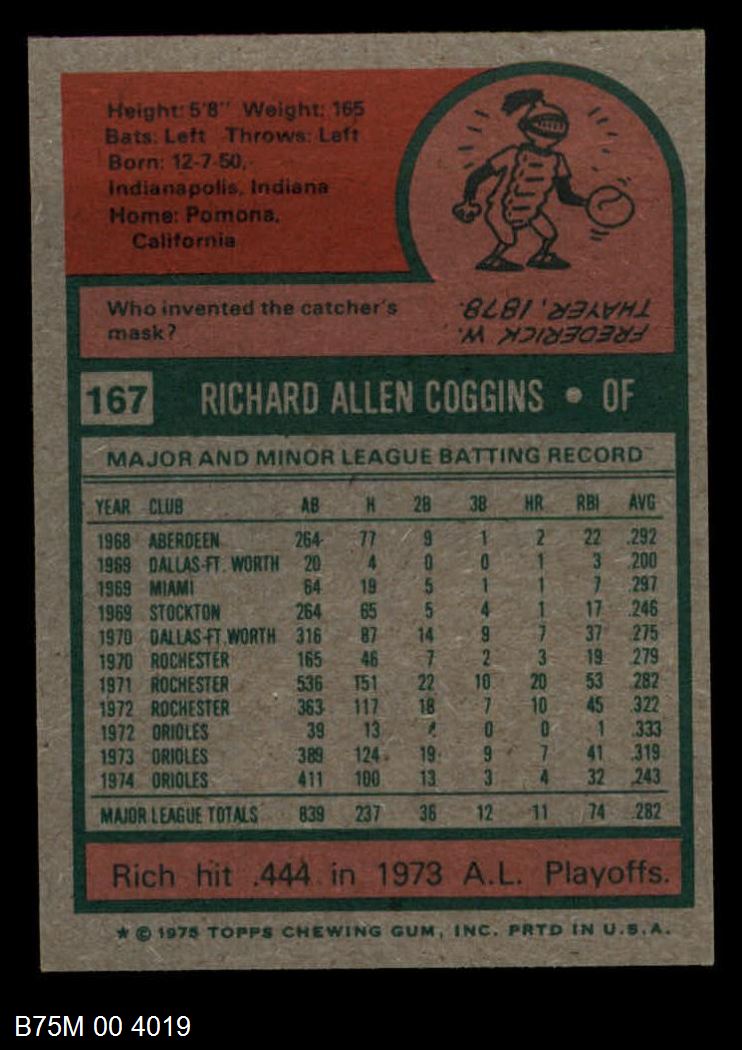 Height: 5'8" Weight: 165
Bats: Left Throws: Left
Born: 12-7-50,
Indianapolis, Indiana
Home: Pomona,
California
Who invented the catcher's
mask?
FREDERICK W.
THAYER, 1878.
167 RICHARD ALLEN COGGINS • OF
MAJOR AND MINOR LEAGUE BATTING RECORD
YEAR CLUB AB H 2B 3B HR RBI AVG
1968 ABERDEEN 264 77 9 1 2 22 .292
1969 DALLAS-FT. WORTH 20 4 0 0 1 3 .200
1969 MIAMI 64 19 5 1 1 7 .297
1969 STOCKTON 264 65 5 4 1 17 .246
1970 DALLAS-FT WORTH 316 87 14 9 7 37 .275
1970 ROCHESTER 165 46 7 2 3 19 .279
1971 ROCHESTER 536 151 22 10 20 53 .282
1972 ROCHESTER 363 117 18 7 10 45 .322
1972 ORIOLES 39 13 4 0 0 1 .333
1973 ORIOLES 389 124 19 9 7 41 .319
1974 ORIOLES 411 100 13 3 4 32 .243
MAJOR LEAGUE TOTALS 839 237 36 12 11 74 .282
Rich hit .444 in 1973 A.L. Playoffs.
★ © 1975 TOPPS CHEWING GUM, INC. PRTD IN U.S.A.
B75M 00 4019